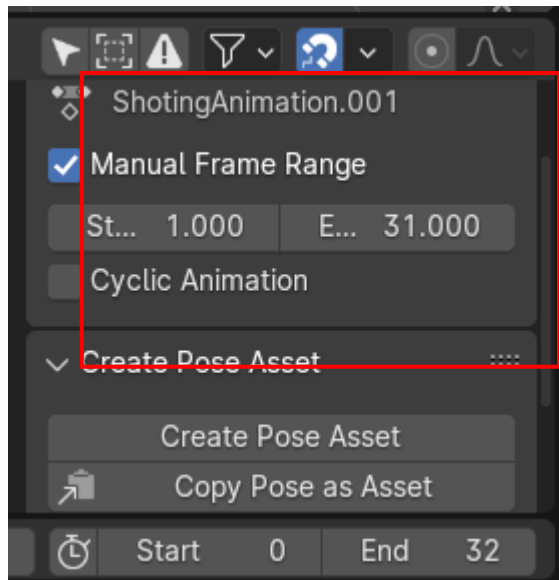 ShotingAnimation.001
Manual Frame Range
St... 1.000 E... 31.000
Cyclic Animation
Create Pose Asset
Create Pose Asset
Copy Pose as Asset
Start 0 End 32